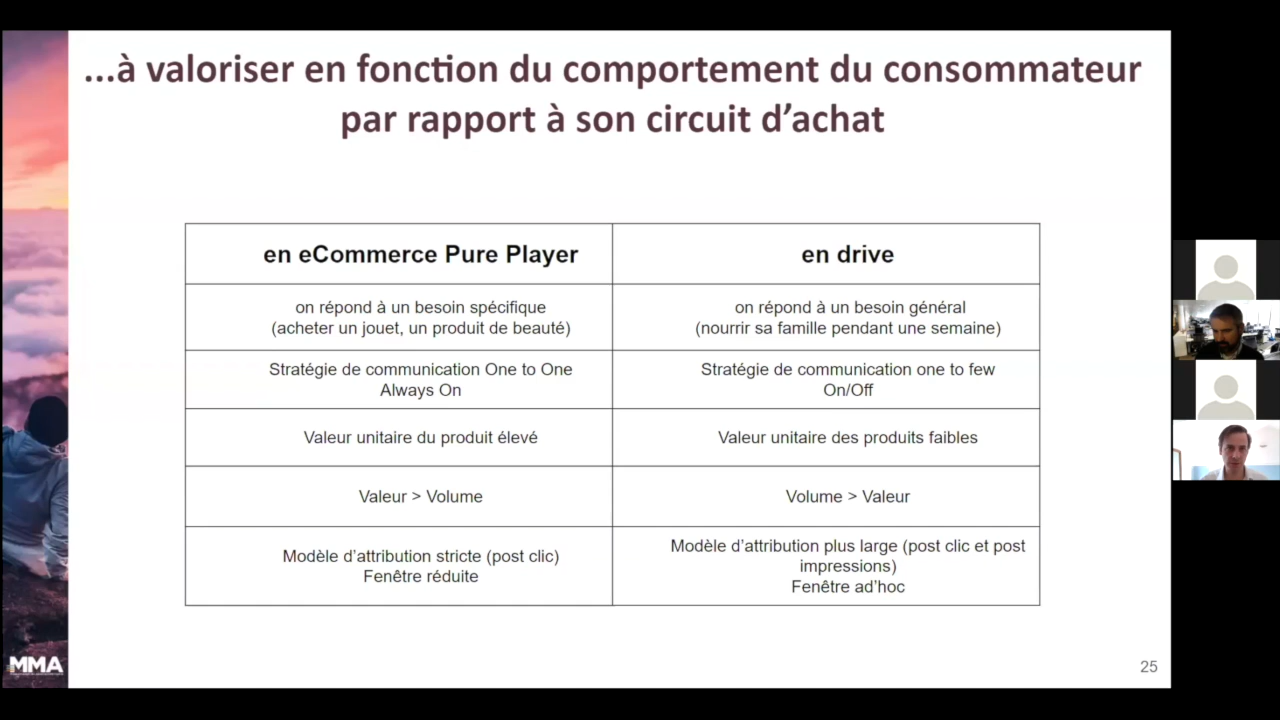 ...à valoriser en fonction du comportement du consommateur
par rapport à son circuit d'achat
en eCommerce Pure Player
en drive
on répond à un besoin spécifique
(acheter un jouet, un produit de beauté)
on répond à un besoin général
(nourrir sa famille pendant une semaine)
Stratégie de communication One to One
Always On
Stratégie de communication one to few
On/Off
Valeur unitaire du produit élevé
Valeur unitaire des produits faibles
Valeur > Volume
Volume > Valeur
Modèle d'attribution stricte (post clic)
Fenêtre réduite
Modèle d'attribution plus large (post clic et post
impressions)
Fenêtre ad'hoc
MMA
25